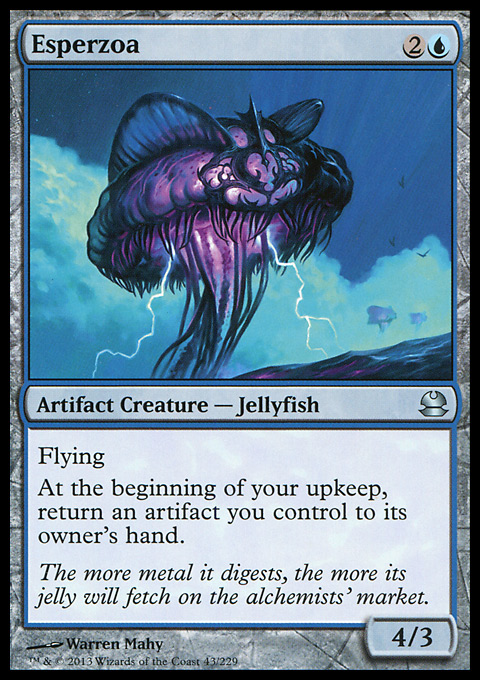 Esperzoa 2
Artifact Creature — Jellyfish
Flying
At the beginning of your upkeep,
return an artifact you control to its
owner's hand.
The more metal it digests, the more its
jelly will fetch on the alchemists' market.
Warren Mahy
4/3
™ & © 2013 Wizards of the Coast 43/229